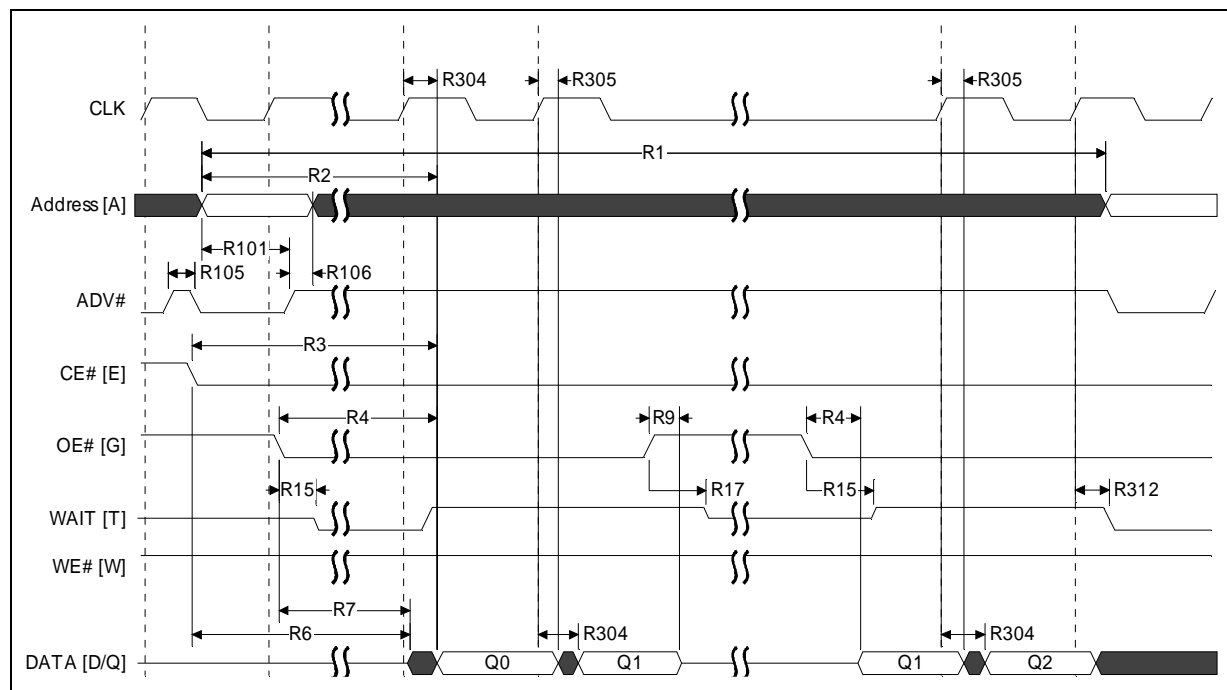 R304
R305
R305
CLK
R1
R2
Address [A]
R101
R105
R106
ADV#
R3
CE# [E]
R4
R9
R4
OE# [G]
R15
R17
R15
R312
WAIT [T]
WE# [W]
R7
R6
R304
R304
DATA [D/Q]
Q0
Q1
Q1
Q2